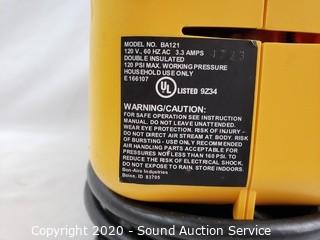 MODEL NO. BA121
120 V., 60 HZ AC 3.3 AMPS
DOUBLE INSULATED
120 PSI MAX. WORKING PRESSURE
HOUSEHOLD USE ONLY
E 166107
UL LISTED 9Z34
WARNING/CAUTION:
FOR SAFE OPERATION SEE INSTRUCTION
MANUAL. DO NOT LEAVE UNATTENDED.
WEAR EYE PROTECTION. RISK OF INJURY -
DO NOT DIRECT AIR STREAM AT BODY. RISK
OF BURSTING - USE ONLY RECOMMENDED
AIR HANDLING PARTS ACCEPTABLE FOR
PRESSURES NOT LESS THAN 160 PSI. TO
REDUCE THE RISK OF ELECTRICAL SHOCK,
DO NOT EXPOSE TO RAIN. STORE INDOORS.
Bon-Aire Industries
Boise, ID 83705
Copyright © 2020 - Southern Auction Service